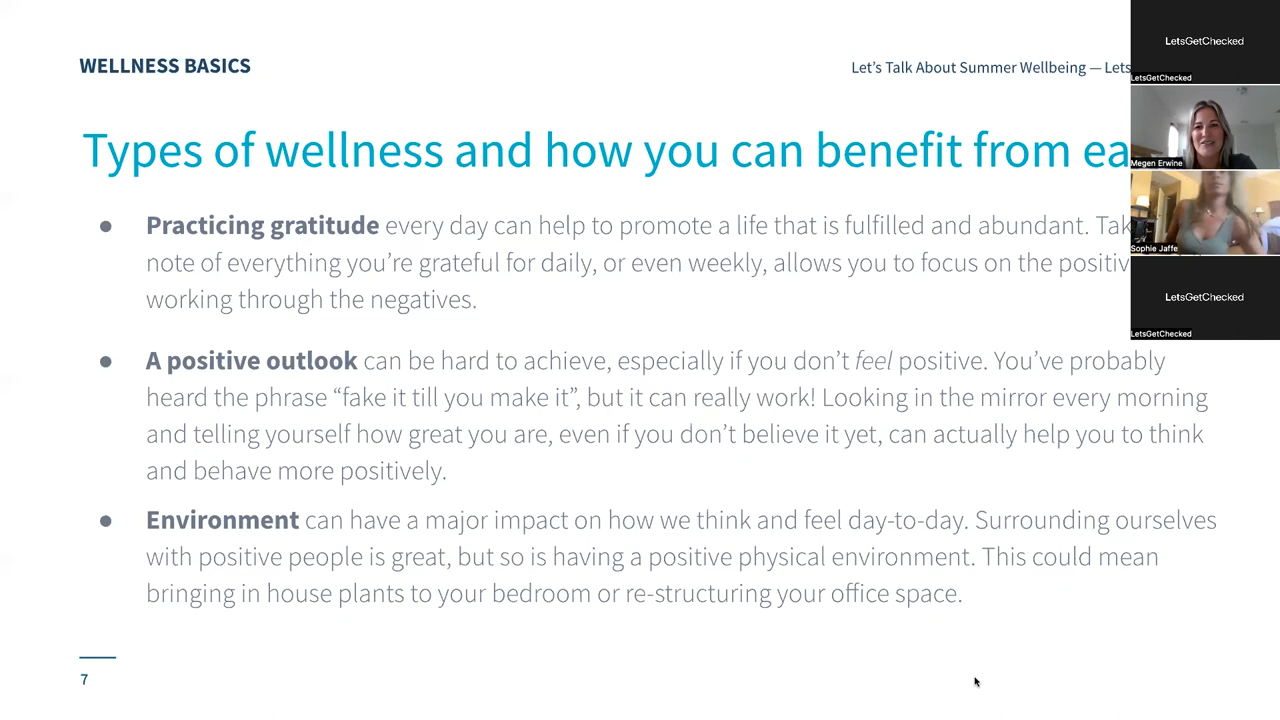 WELLNESS BASICS
Let’s Talk About Summer Wellbeing — Lets
Types of wellness and how you can benefit from ea
● Practicing gratitude every day can help to promote a life that is fulfilled and abundant. Tak
note of everything you’re grateful for daily, or even weekly, allows you to focus on the positiv
working through the negatives.
● A positive outlook can be hard to achieve, especially if you don’t feel positive. You’ve probably
heard the phrase “fake it till you make it”, but it can really work! Looking in the mirror every morning
and telling yourself how great you are, even if you don’t believe it yet, can actually help you to think
and behave more positively.
● Environment can have a major impact on how we think and feel day-to-day. Surrounding ourselves
with positive people is great, but so is having a positive physical environment. This could mean
bringing in house plants to your bedroom or re-structuring your office space.
7
LetsGetChecked
LetsGetChecked
Megen Erwine
Sophie Jaffe
LetsGetChecked
LetsGetChecked